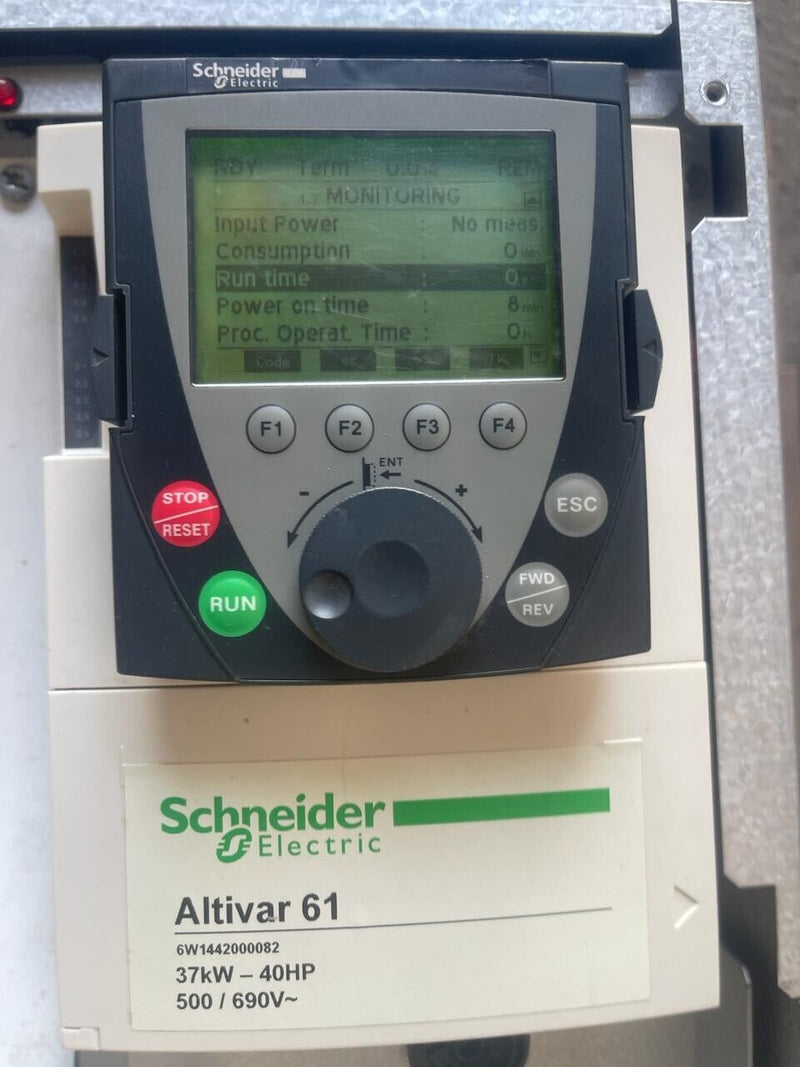 Schneider
Electric
RDY Term 0.0Hz REM
1.2 MONITORING
Input Power : No meas.
Consumption : 0
Run time : 0
Power on time : 8 min
Proc. Operat. Time : 0 h
Code << >>
F1 F2 F3 F4
ENT
- +
STOP
RESET
ESC
RUN
FWD
REV
Schneider
Electric
Altivar 61
6W1442000082
37kW – 40HP
500 / 690V~